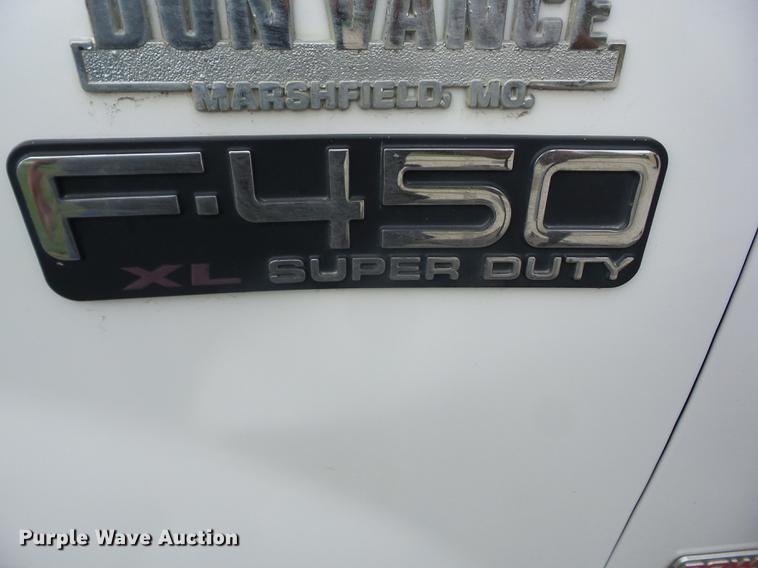 DON VANCE
MARSHFIELD, MO.
F-450
XL SUPER DUTY
Purple Wave Auction